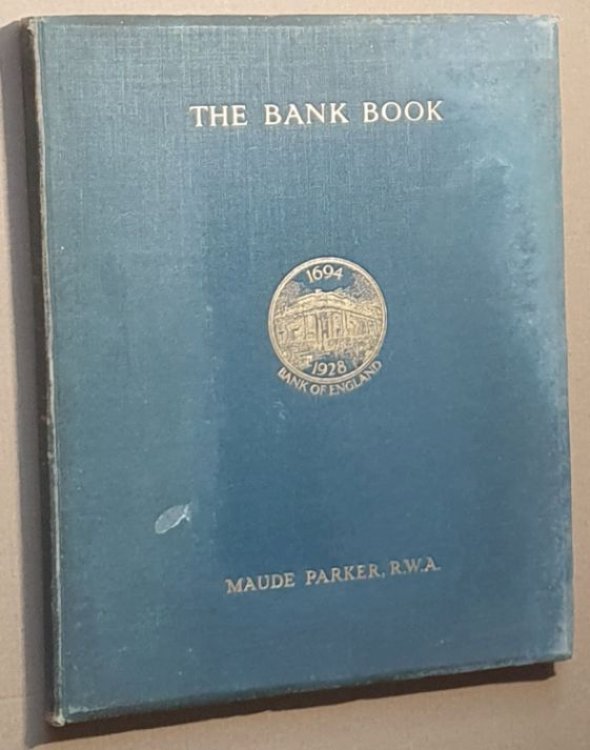 THE BANK BOOK
1694
1928
BANK OF ENGLAND
MAUDE PARKER, R.W.A.